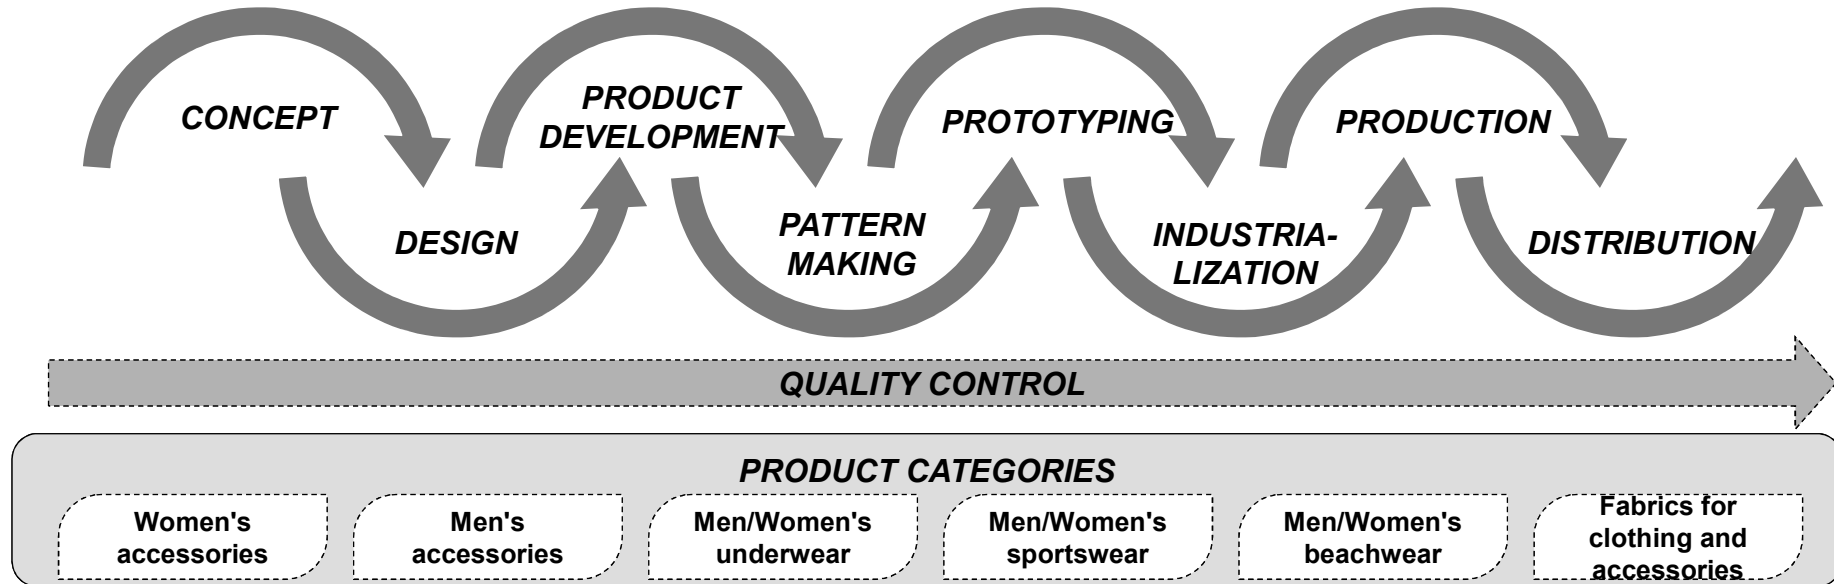 CONCEPT
DESIGN
PRODUCT
DEVELOPMENT
PATTERN
MAKING
PROTOTYPING
INDUSTRIA-
LIZATION
PRODUCTION
DISTRIBUTION
QUALITY CONTROL
PRODUCT CATEGORIES
Women's
accessories
Men's
accessories
Men/Women's
underwear
Men/Women's
sportswear
Men/Women's
beachwear
Fabrics for
clothing and
accessories